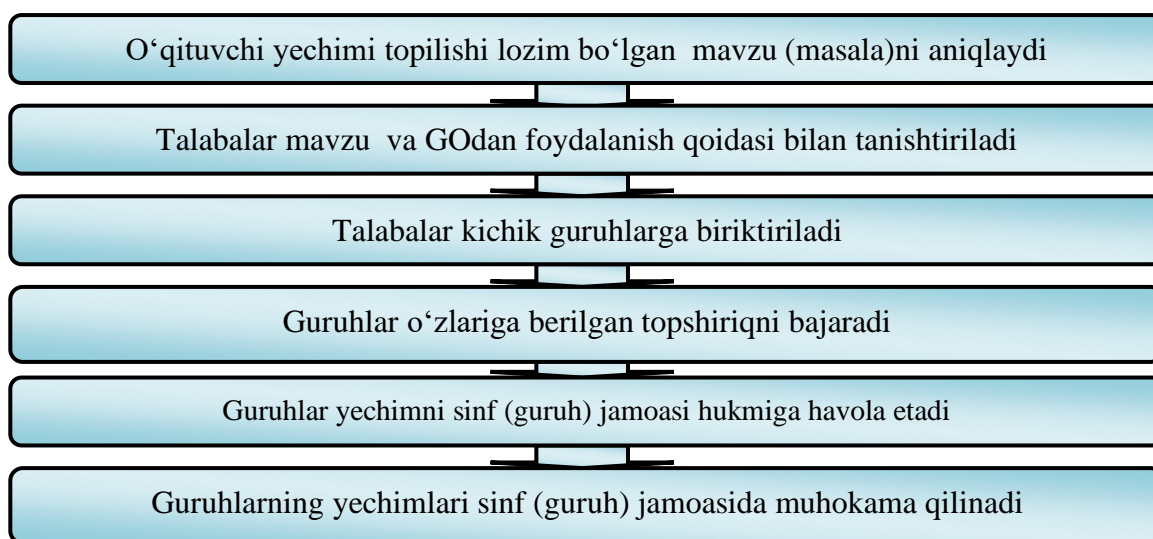 O‘qituvchi yechimi topilishi lozim bo‘lgan mavzu (masala)ni aniqlaydi
Talabalar mavzu va GOdan foydalanish qoidasi bilan tanishtiriladi
Talabalar kichik guruhlarga biriktiriladi
Guruhlar o‘zlariga berilgan topshiriqni bajaradi
Guruhlar yechimni sinf (guruh) jamoasi hukmiga havola etadi
Guruhlarning yechimlari sinf (guruh) jamoasida muhokama qilinadi